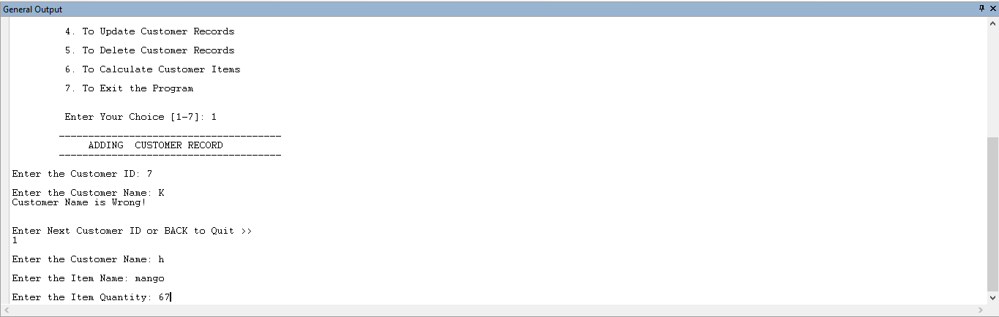 General Output
4. To Update Customer Records
5. To Delete Customer Records
6. To Calculate Customer Items
7. To Exit the Program
Enter Your Choice [1-7]: 1
--------------------------------------
ADDING  CUSTOMER RECORD
--------------------------------------
Enter the Customer ID: 7
Enter the Customer Name: K
Customer Name is Wrong!
Enter Next Customer ID or BACK to Quit >>
1
Enter the Customer Name: h
Enter the Item Name: mango
Enter the Item Quantity: 67